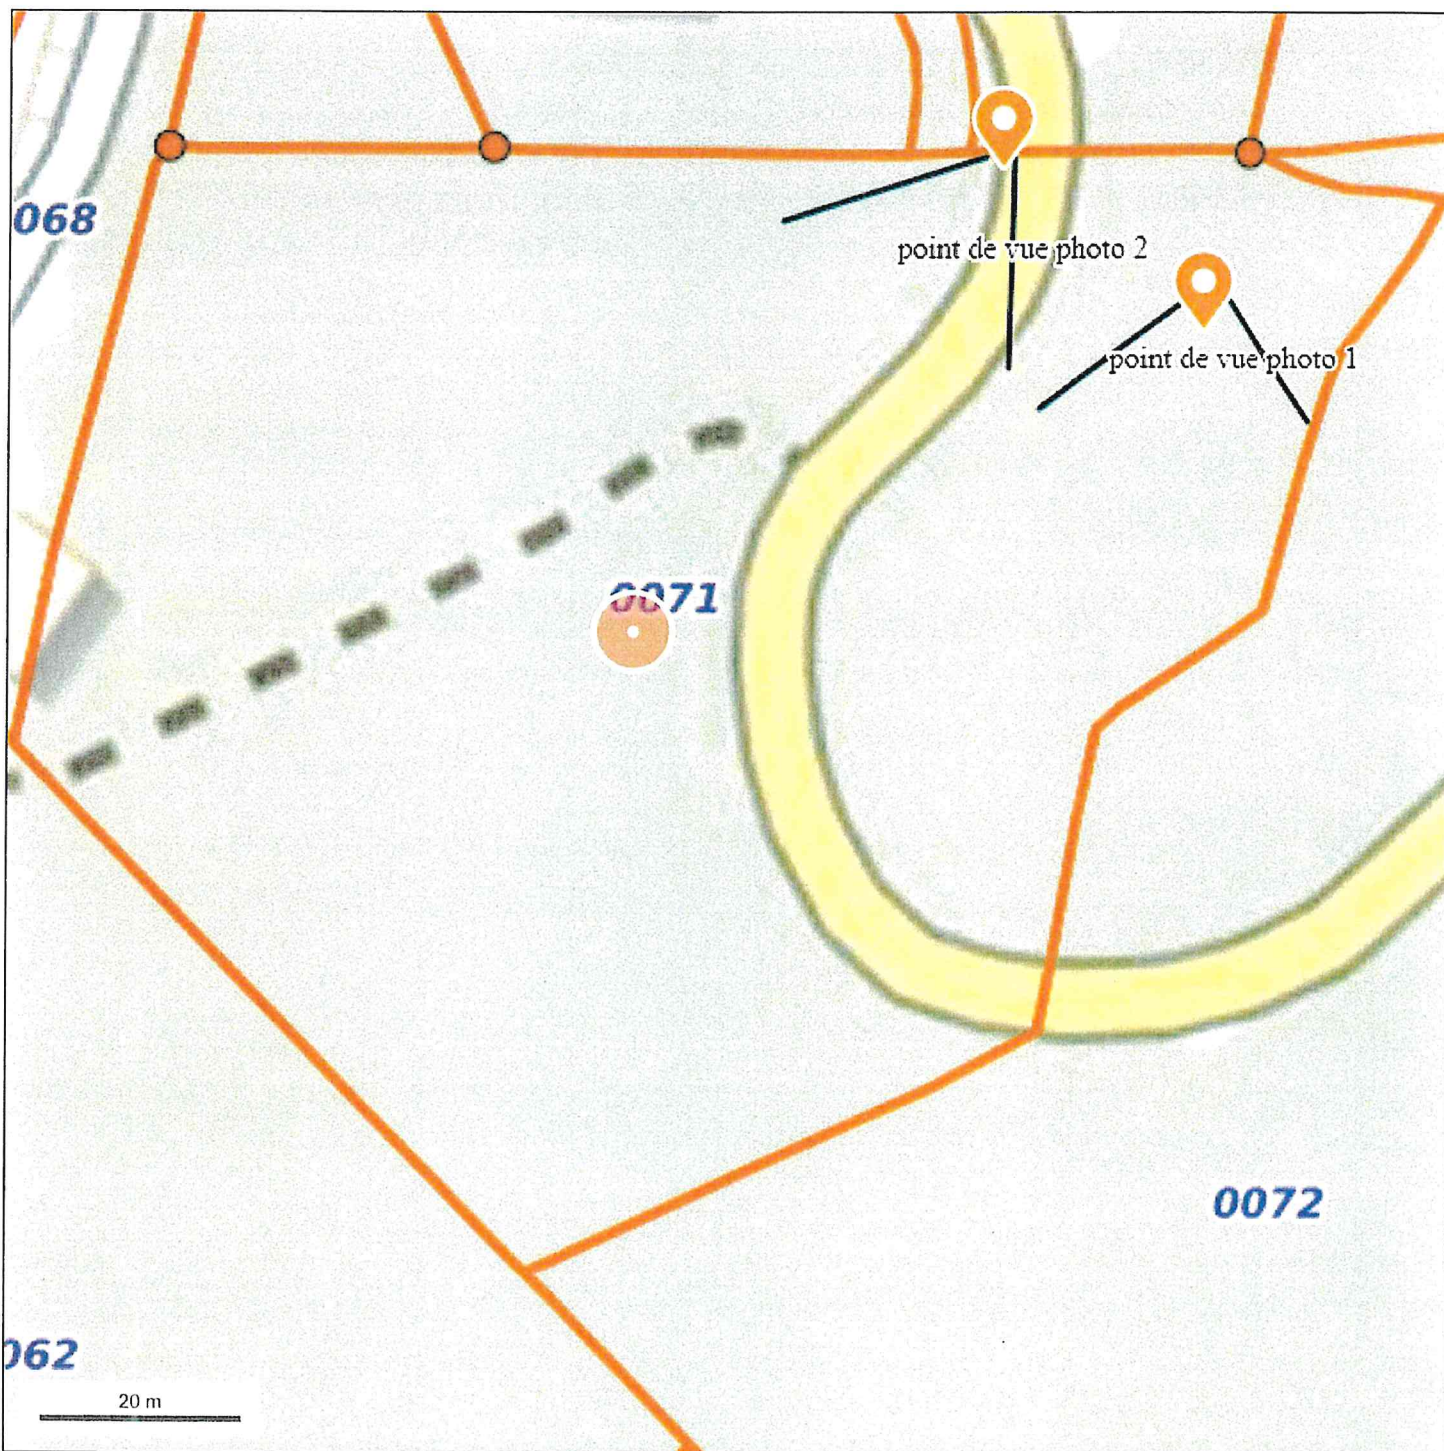 068
point de vue photo 2
point de vue photo 1
0071
0072
062
20 m